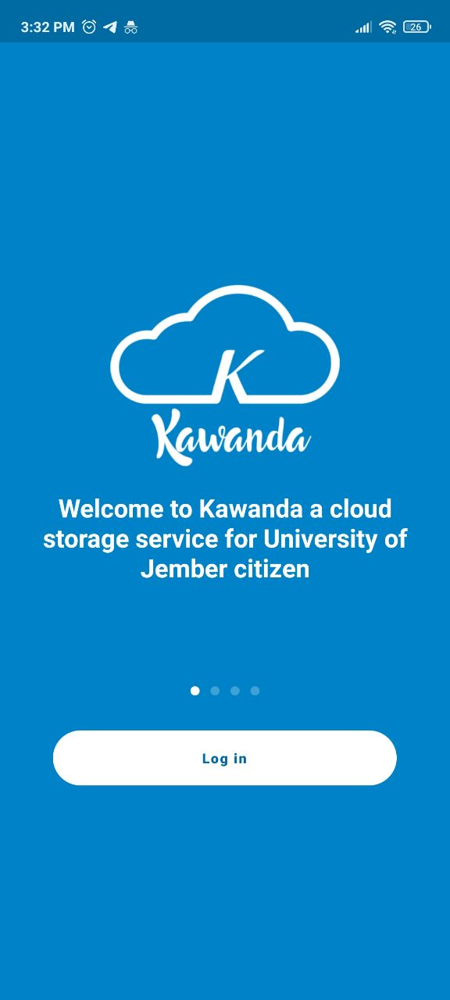 3:32 PM
26
K
Kawanda
Welcome to Kawanda a cloud
storage service for University of
Jember citizen
Log in